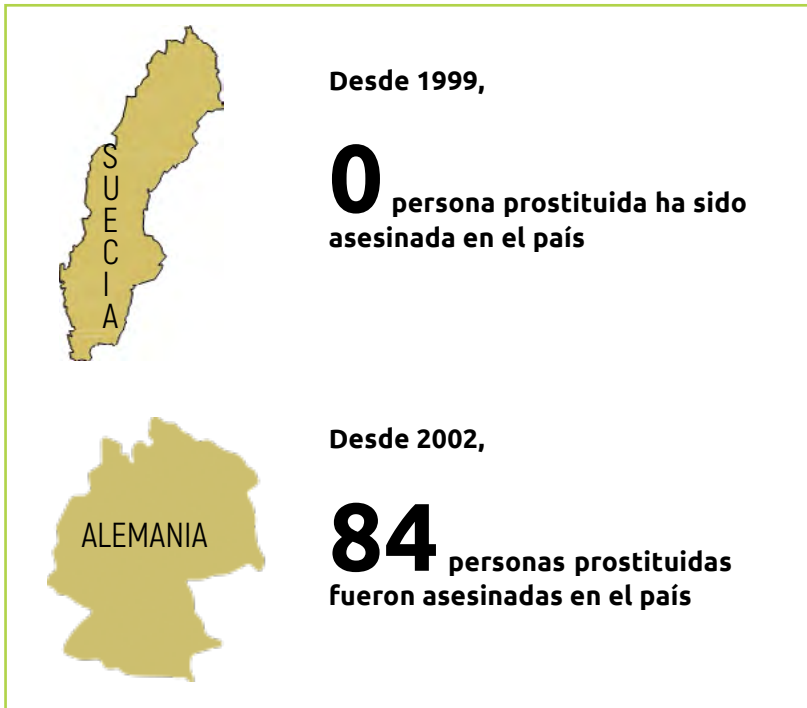 SUECIA
Desde 1999,
0 persona prostituida ha sido
asesinada en el país
ALEMANIA
Desde 2002,
84 personas prostituidas
fueron asesinadas en el país